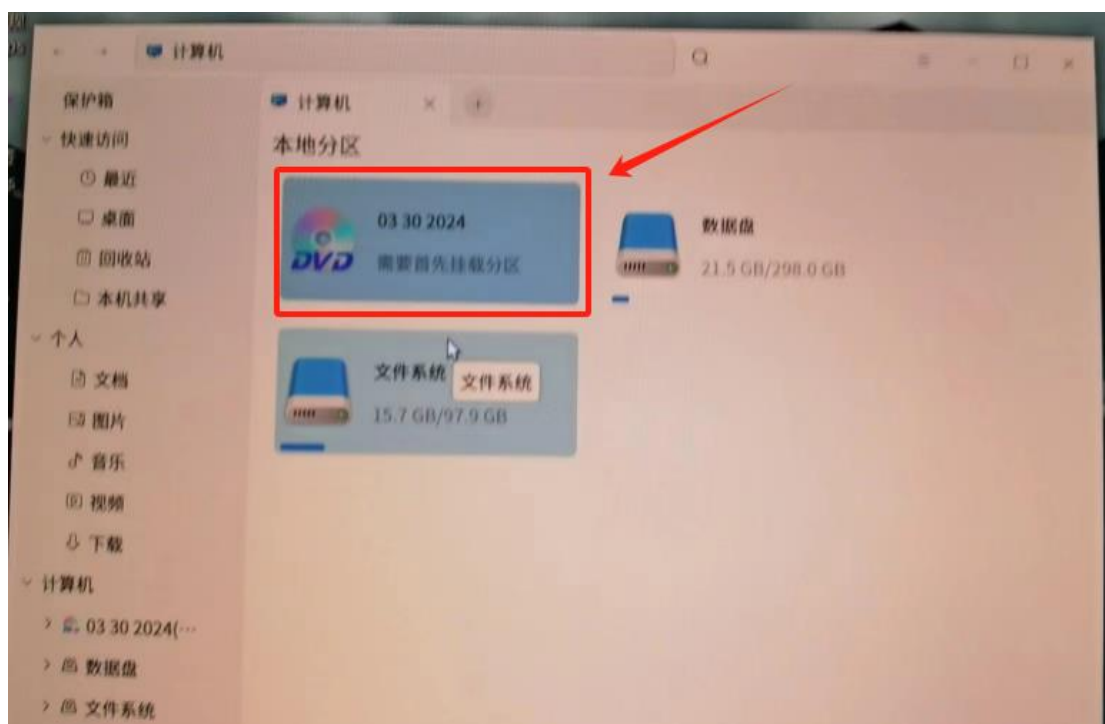 计算机
保护箱
计算机
快速访问
本地分区
最近
03 30 2024
桌面
数据盘
DVD
需要首先挂载分区
回收站
21.5 GB/298.0 GB
本机共享
个人
文件系统
文档
文件系统
15.7 GB/97.9 GB
图片
音乐
视频
下载
计算机
03 30 2024(···
数据盘
文件系统